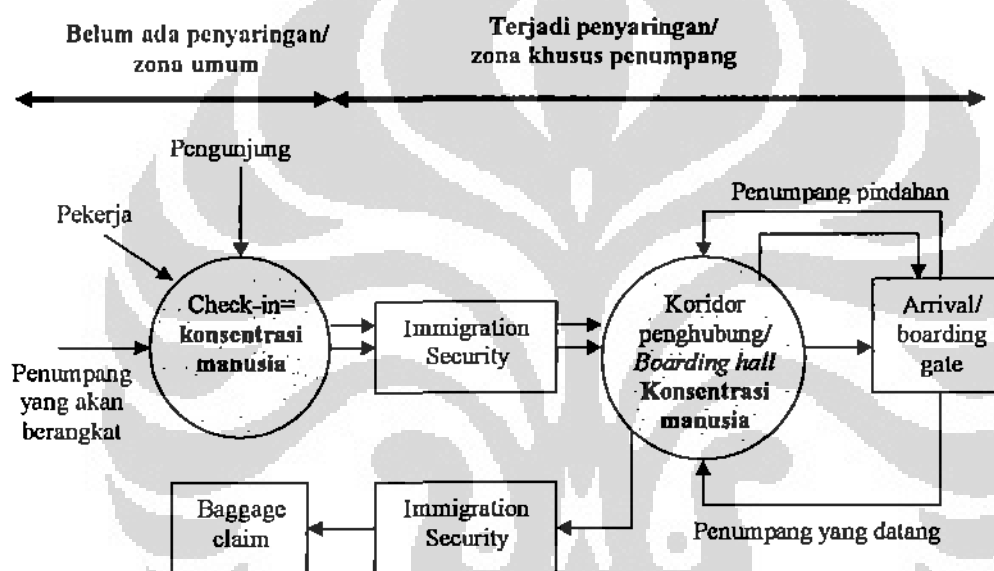 Belum ada penyaringan/
zona umum
Terjadi penyaringan/
zona khusus penumpang
Pengunjung
Pekerja
Penumpang
yang akan
berangkat
Check-in=
konsentrasi
manusia
Immigration
Security
Koridor
penghubung/
Boarding hall
Konsentrasi
manusia
Penumpang pindahan
Arrival/
boarding
gate
Penumpang yang datang
Immigration
Security
Baggage
claim